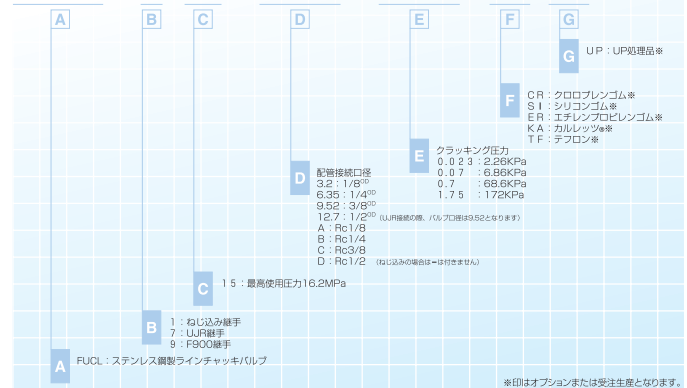 A B C D E F G
G
UP：UP処理品※
F
CR：クロロプレンゴム※
SI：シリコンゴム※
ER：エチレンプロピレンゴム※
KA：カルレッツ®※
TF：テフロン※
E
クラッキング圧力
0.023：2.26KPa
0.07：6.86KPa
0.7：68.6KPa
1.75：172KPa
D
配管接続口径
3.2：1/8OD
6.35：1/4OD
9.52：3/8OD
12.7：1/2OD（UJR接続の際、バルブ口径は9.52となります）
A：Rc1/8
B：Rc1/4
C：Rc3/8
D：Rc1/2（ねじ込みの場合は=は付きません）
C
15：最高使用圧力16.2MPa
B
1：ねじ込み継手
7：UJR継手
9：F900継手
A
FUCL：ステンレス鋼製ラインチャッキバルブ
※印はオプションまたは受注生産となります。